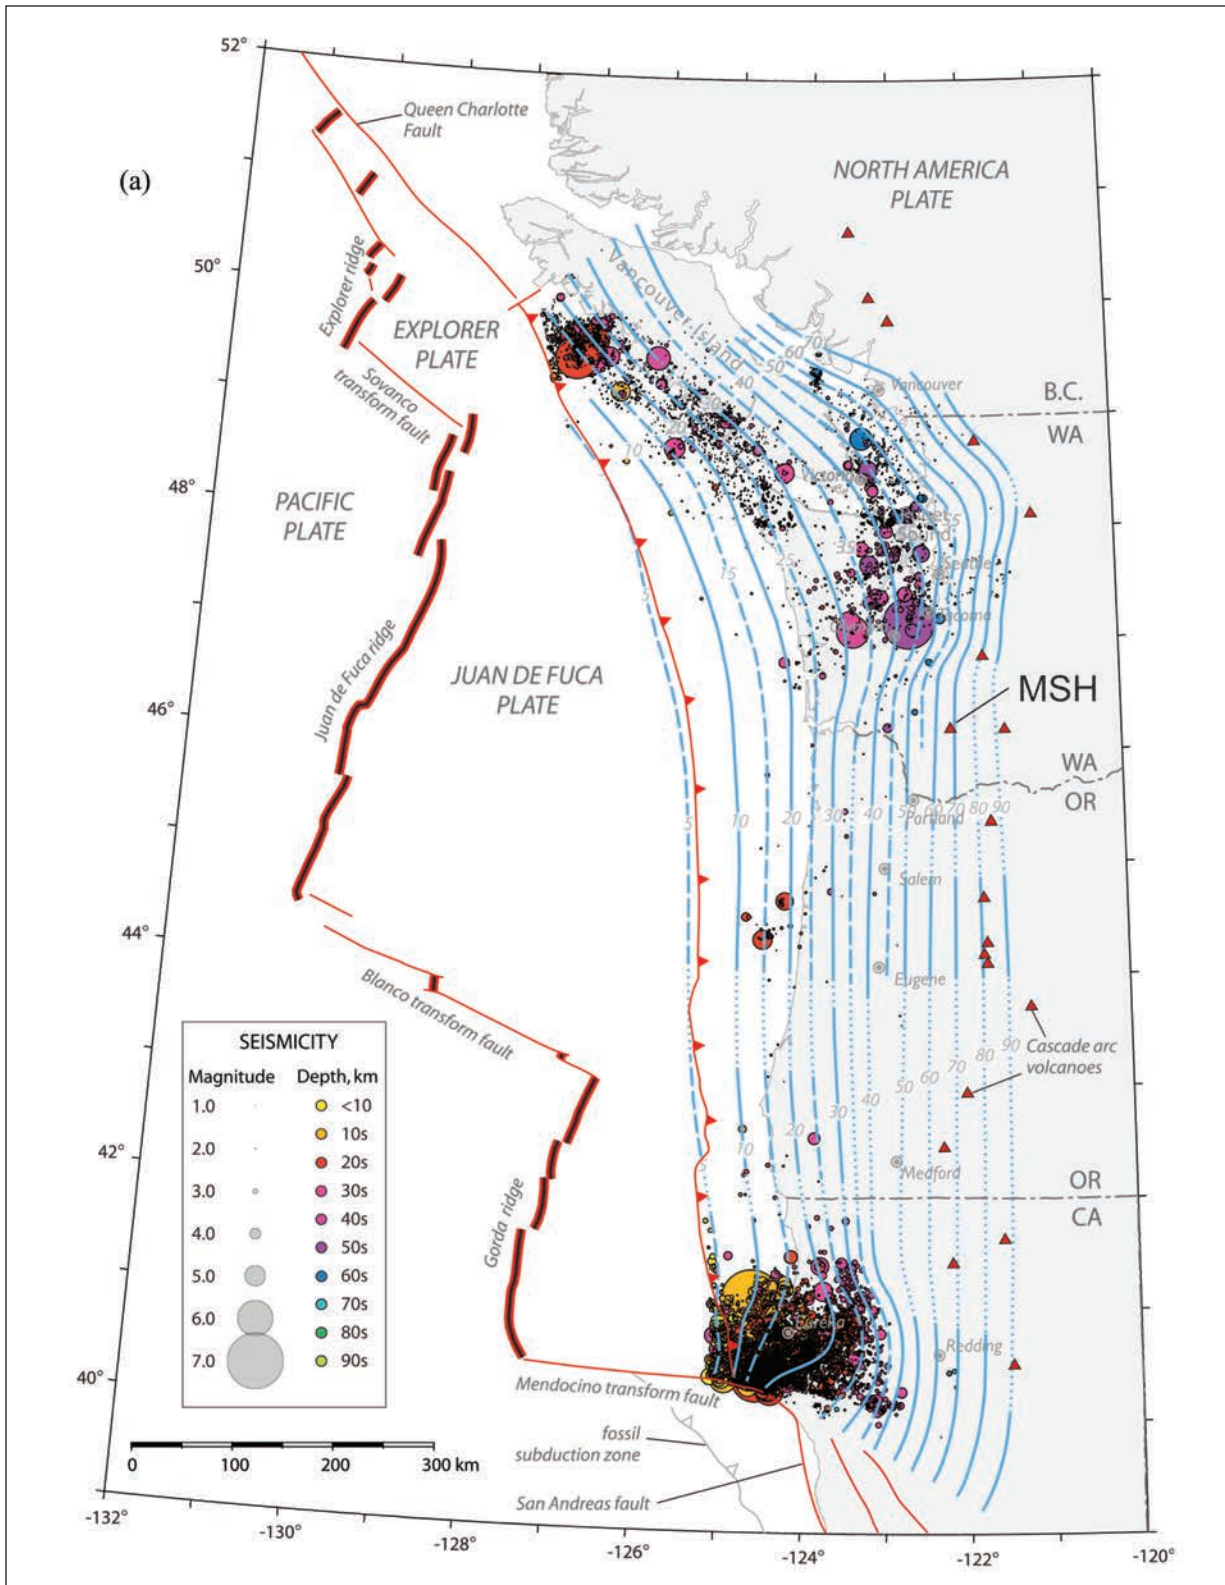 52°
Queen Charlotte
Fault
(a)
NORTH AMERICA
PLATE
50°
Explorer ridge
Vancouver Island
EXPLORER
PLATE
Sovanco
transform fault
70
60
50
40
30
20
10
Vancouver
B.C.
WA
48°
PACIFIC
PLATE
Victoria
55
Sound
35
25
15
5
Seattle
Tacoma
Juan de Fuca ridge
JUAN DE FUCA
PLATE
46°
MSH
WA
OR
5
10
20
30
40
50
60
70
80
90
Portland
Salem
44°
Eugene
Blanco transform fault
Cascade arc
volcanoes
SEISMICITY
Magnitude Depth, km
1.0 <10
2.0 10s
3.0 20s
4.0 30s
5.0 40s
6.0 50s
7.0 60s
70s
80s
90s
90
80
70
60
50
40
30
20
10
5
42°
Medford
OR
CA
Gorda ridge
Eureka
Redding
40°
Mendocino transform fault
fossil
subduction zone
San Andreas fault
0 100 200 300 km
-132°
-130°
-128°
-126°
-124°
-122°
-120°